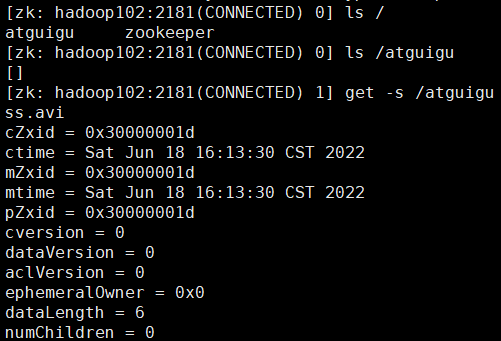 [zk: hadoop102:2181(CONNECTED) 0] ls /
atguigu     zookeeper
[zk: hadoop102:2181(CONNECTED) 0] ls /atguigu
[]
[zk: hadoop102:2181(CONNECTED) 1] get -s /atguigu
ss.avi
cZxid = 0x30000001d
ctime = Sat Jun 18 16:13:30 CST 2022
mZxid = 0x30000001d
mtime = Sat Jun 18 16:13:30 CST 2022
pZxid = 0x30000001d
cversion = 0
dataVersion = 0
aclVersion = 0
ephemeralOwner = 0x0
dataLength = 6
numChildren = 0